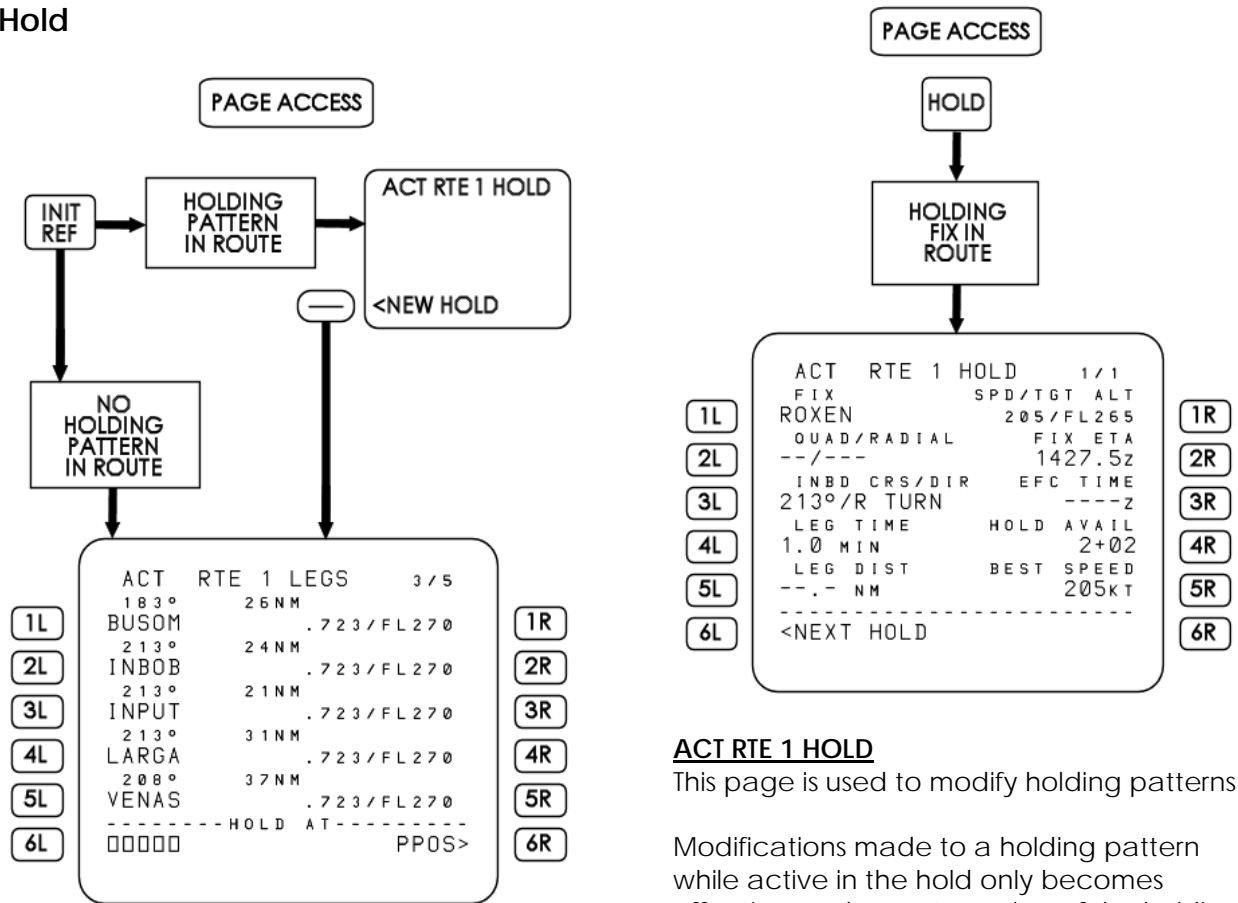 Hold
PAGE ACCESS
INIT
REF
HOLDING
PATTERN
IN ROUTE
ACT RTE 1 HOLD
<NEW HOLD
NO
HOLDING
PATTERN
IN ROUTE
ACT RTE 1 LEGS 3/5
183° 26NM
1L BUSOM .723/FL270 1R
213° 24NM
2L INBOB .723/FL270 2R
213° 21NM
3L INPUT .723/FL270 3R
213° 31NM
4L LARGA .723/FL270 4R
208° 37NM
5L VENAS .723/FL270 5R
--------HOLD AT---------
6L □□□□□ PPOS> 6R
PAGE ACCESS
HOLD
HOLDING
FIX IN
ROUTE
ACT RTE 1 HOLD 1/1
FIX SPD/TGT ALT
1L ROXEN 205/FL265 1R
QUAD/RADIAL FIX ETA
2L --/--- 1427.5z 2R
INBD CRS/DIR EFC TIME
3L 213°/R TURN ----z 3R
LEG TIME HOLD AVAIL
4L 1.0 MIN 2+02 4R
LEG DIST BEST SPEED
5L --.- NM 205KT 5R
------------------------
6L <NEXT HOLD 6R
ACT RTE 1 HOLD
This page is used to modify holding patterns
Modifications made to a holding pattern
while active in the hold only becomes